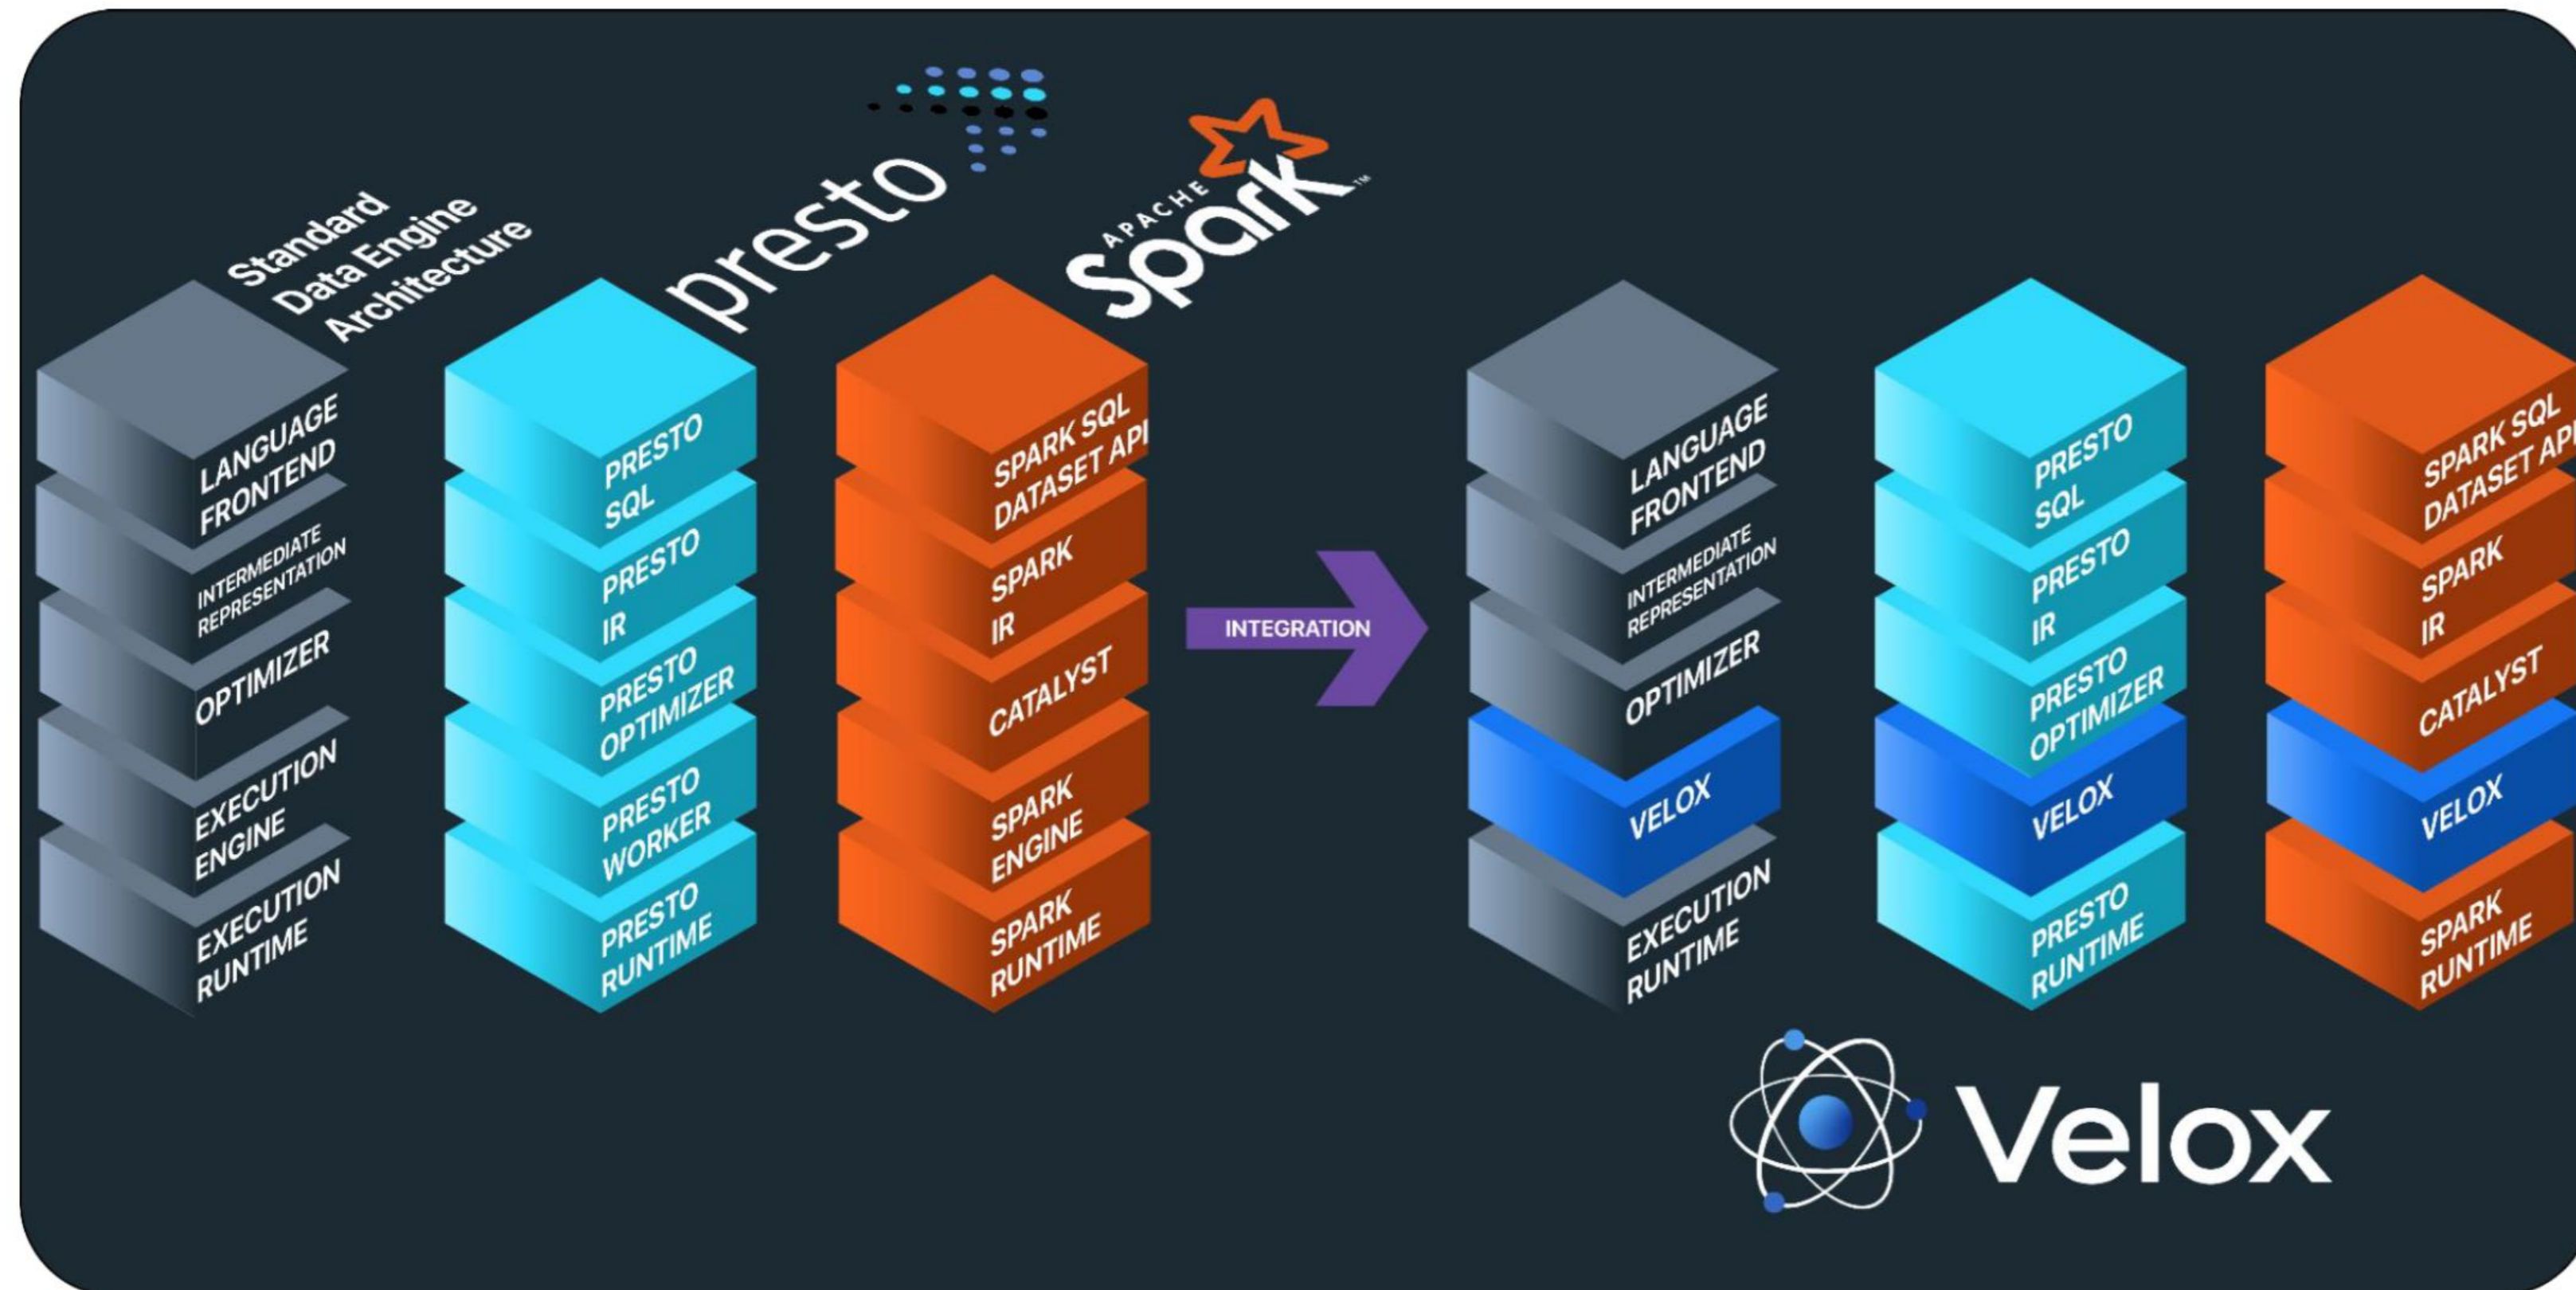 Standard
Data Engine
Architecture
presto
APACHE
Spark™
LANGUAGE
FRONTEND
INTERMEDIATE
REPRESENTATION
OPTIMIZER
EXECUTION
ENGINE
EXECUTION
RUNTIME
PRESTO
SQL
PRESTO
IR
PRESTO
OPTIMIZER
PRESTO
WORKER
PRESTO
RUNTIME
SPARK SQL
DATASET API
SPARK
IR
CATALYST
SPARK
ENGINE
SPARK
RUNTIME
INTEGRATION
LANGUAGE
FRONTEND
INTERMEDIATE
REPRESENTATION
OPTIMIZER
VELOX
EXECUTION
RUNTIME
PRESTO
SQL
PRESTO
IR
PRESTO
OPTIMIZER
VELOX
PRESTO
RUNTIME
SPARK SQL
DATASET API
SPARK
IR
CATALYST
VELOX
SPARK
RUNTIME
Velox